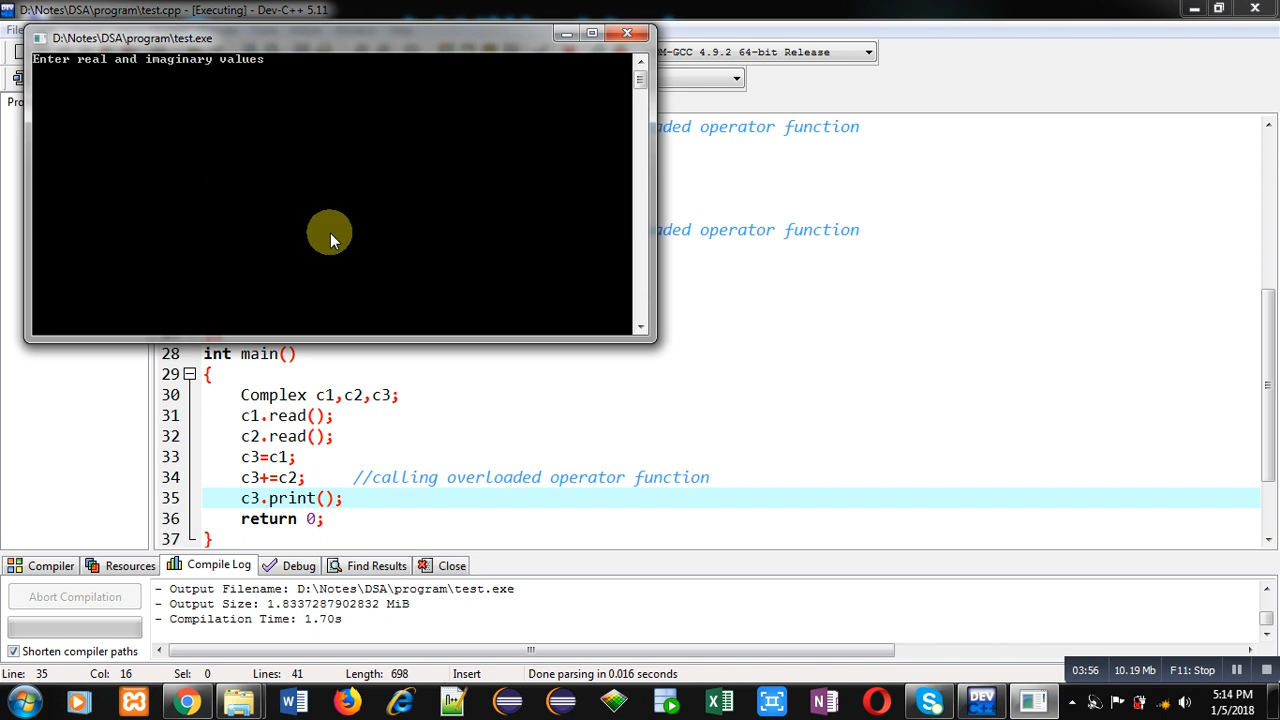 D:\Notes\DSA\program\test.cpp - [Executing] - Dev-C++ 5.11
D:\Notes\DSA\program\test.exe
Enter real and imaginary values
M-GCC 4.9.2 64-bit Release
aded operator function
aded operator function
28 int main()
29 {
30 Complex c1,c2,c3;
31 c1.read();
32 c2.read();
33 c3=c1;
34 c3+=c2; //calling overloaded operator function
35 c3.print();
36 return 0;
37 }
Compiler Resources Compile Log Debug Find Results Close
Abort Compilation
Shorten compiler paths
- Output Filename: D:\Notes\DSA\program\test.exe
- Output Size: 1.8337287902832 MiB
- Compilation Time: 1.70s
Line: 35 Col: 16 Sel: 0 Lines: 41 Length: 698 Insert Done parsing in 0.016 seconds
03:56 10.19 Mb F11: Stop
5:14 PM
1/5/2018